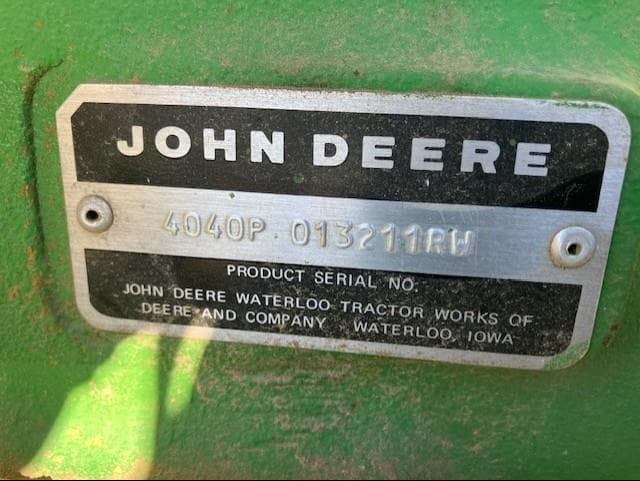 JOHN DEERE
4040P 013211RW
PRODUCT SERIAL NO.
JOHN DEERE WATERLOO TRACTOR WORKS OF
DEERE AND COMPANY WATERLOO, IOWA